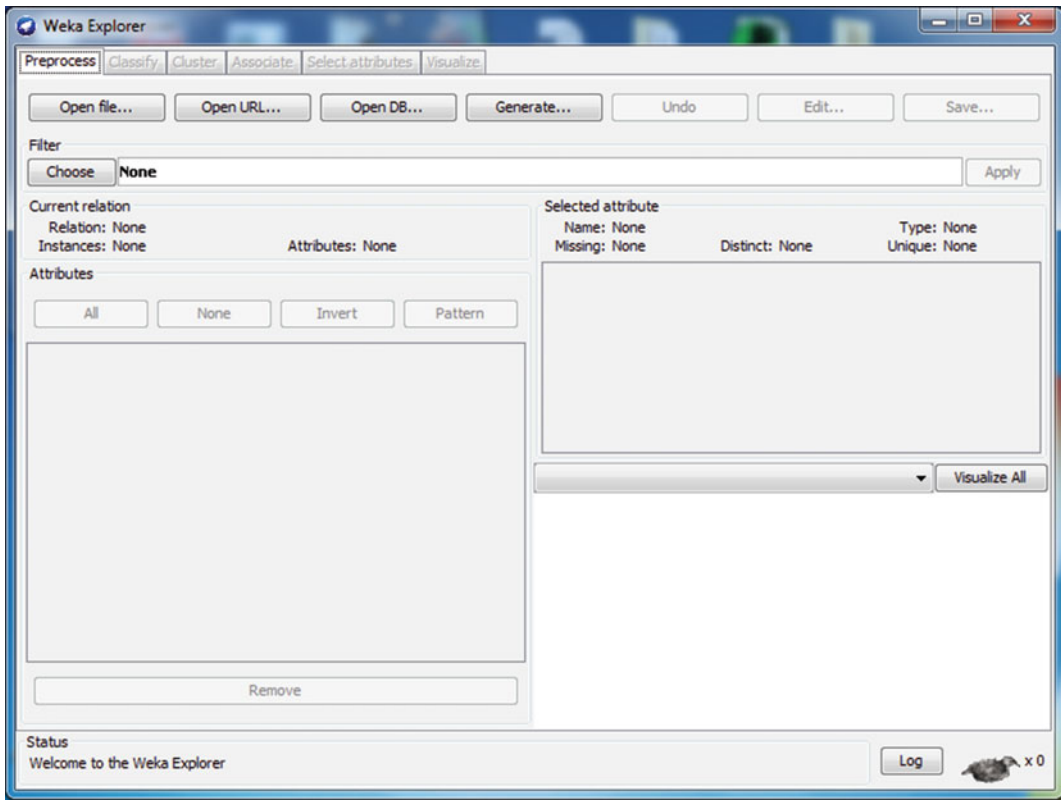 Weka Explorer
Preprocess Classify Cluster Associate Select attributes Visualize
Open file... Open URL... Open DB... Generate... Undo Edit... Save...
Filter
Choose None Apply
Current relation
Relation: None
Instances: None Attributes: None
Selected attribute
Name: None Type: None
Missing: None Distinct: None Unique: None
Attributes
All None Invert Pattern
Visualize All
Remove
Status
Welcome to the Weka Explorer
Log x 0